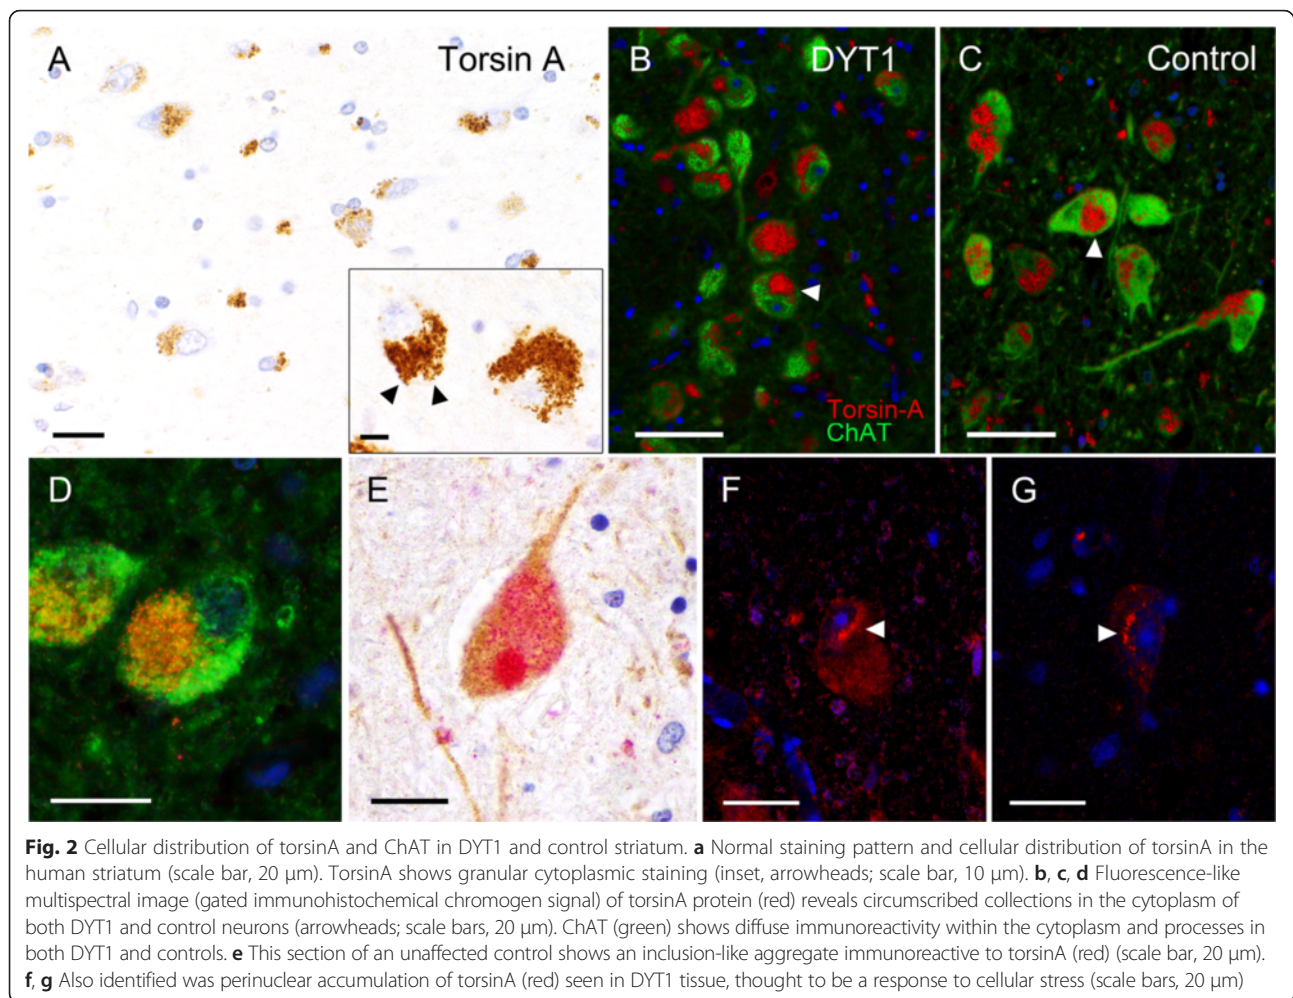 A
Torsin A
B
DYT1
C
Control
Torsin-A
ChAT
D
E
F
G
Fig. 2 Cellular distribution of torsinA and ChAT in DYT1 and control striatum. a Normal staining pattern and cellular distribution of torsinA in the
human striatum (scale bar, 20 μm). TorsinA shows granular cytoplasmic staining (inset, arrowheads; scale bar, 10 μm). b, c, d Fluorescence-like
multispectral image (gated immunohistochemical chromogen signal) of torsinA protein (red) reveals circumscribed collections in the cytoplasm of
both DYT1 and control neurons (arrowheads; scale bars, 20 μm). ChAT (green) shows diffuse immunoreactivity within the cytoplasm and processes in
both DYT1 and controls. e This section of an unaffected control shows an inclusion-like aggregate immunoreactive to torsinA (red) (scale bar, 20 μm).
f, g Also identified was perinuclear accumulation of torsinA (red) seen in DYT1 tissue, thought to be a response to cellular stress (scale bars, 20 μm)